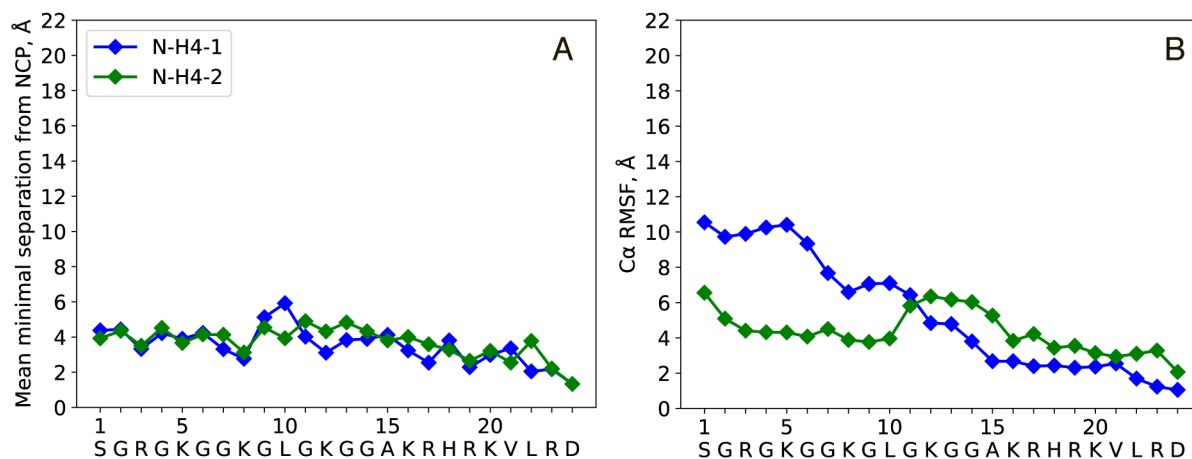 A
N-H4-1
N-H4-2
Mean minimal separation from NCP, Å
22
20
18
16
14
12
10
8
6
4
2
0
1 5 10 15 20
S G R G K G G K G L G K G G A K R H R K V L R D
B
Cα RMSF, Å
22
20
18
16
14
12
10
8
6
4
2
0
1 5 10 15 20
S G R G K G G K G L G K G G A K R H R K V L R D